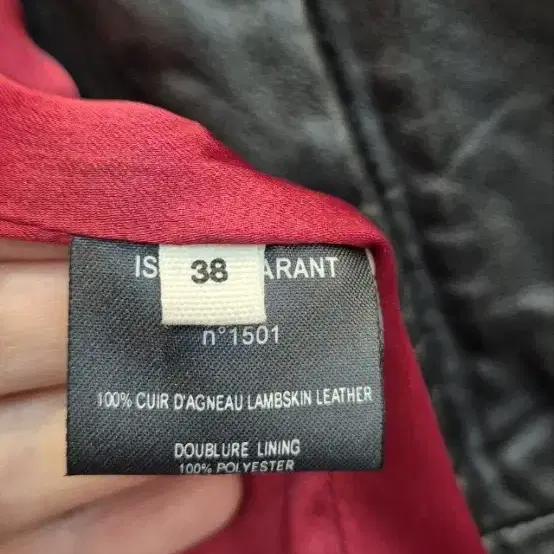 IS
38
ARANT
n°1501
100% CUIR D'AGNEAU LAMBSKIN LEATHER
DOUBLURE LINING
100% POLYESTER